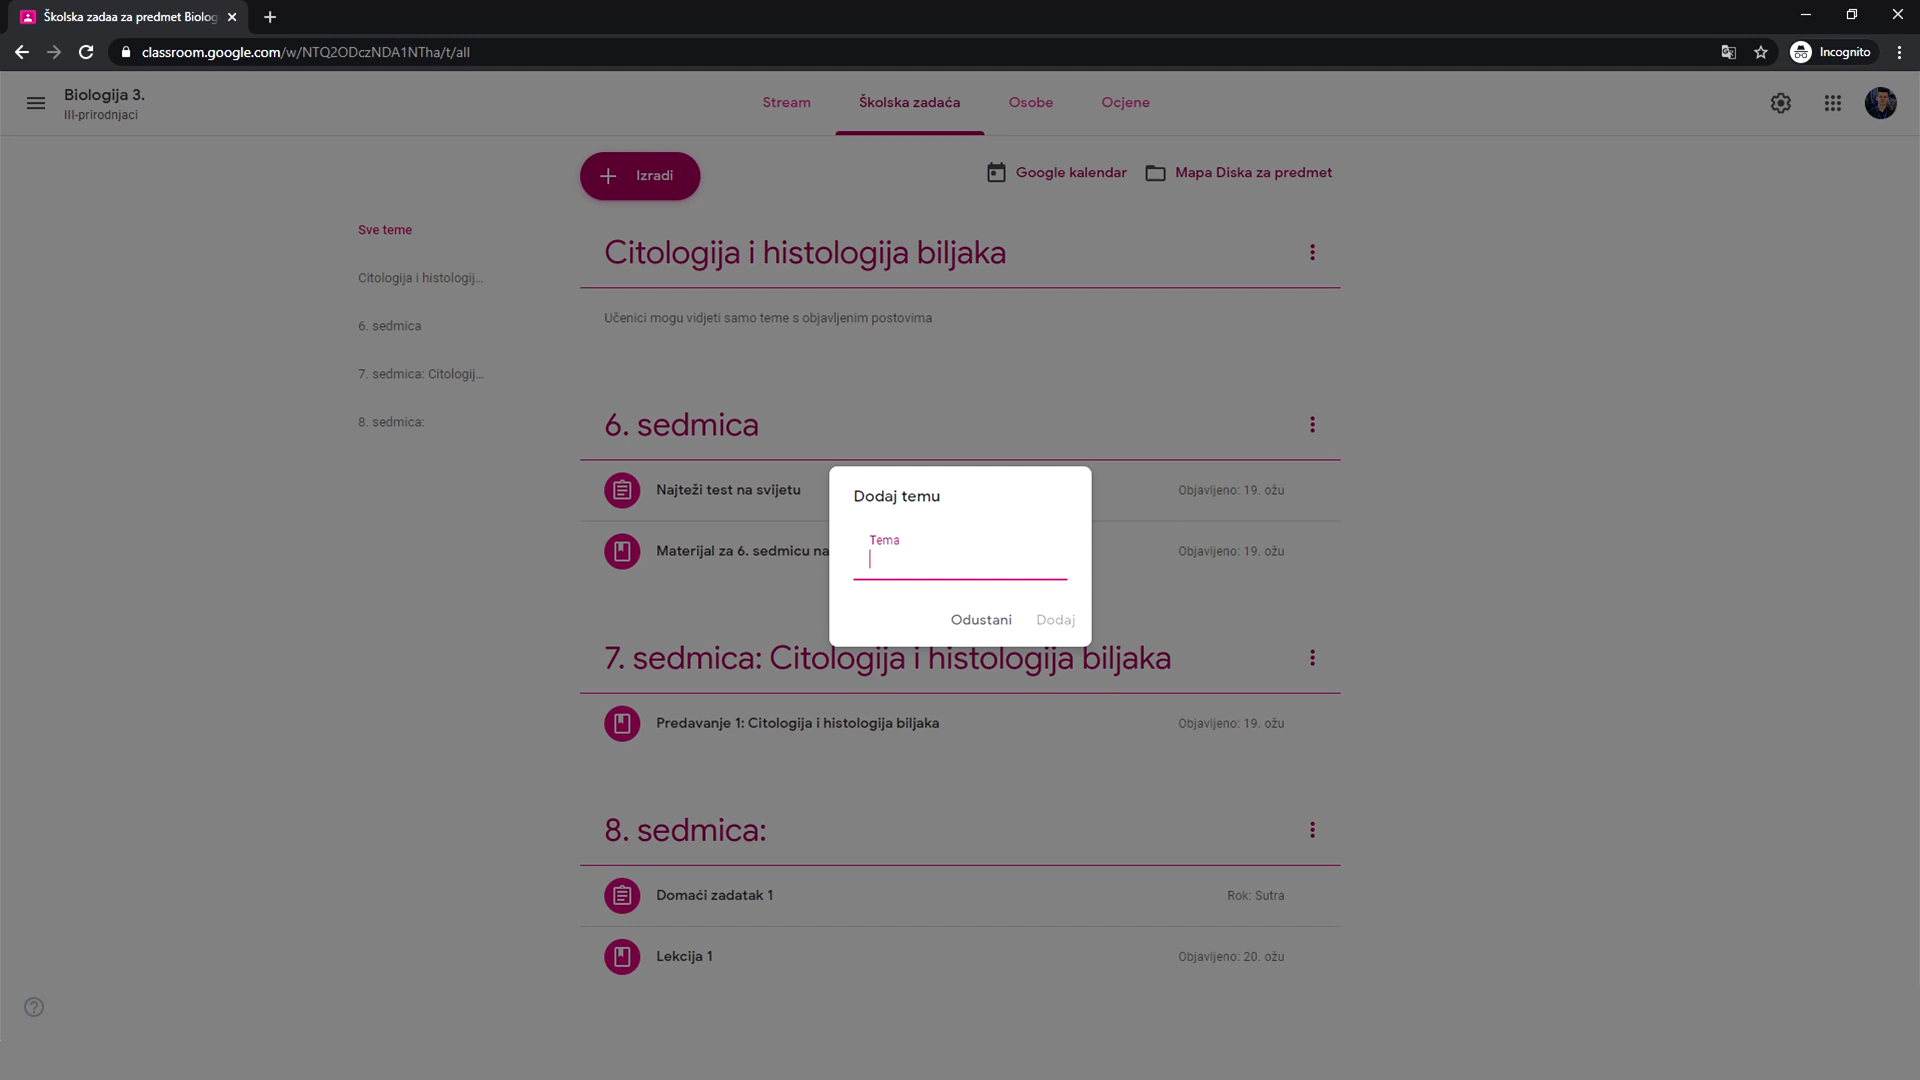 Školska zadaa za predmet Biolog
classroom.google.com/w/NTQ2ODczNDA1NTha/t/all
Incognito
Biologija 3.
III-prirodnjaci
Stream
Školska zadaća
Osobe
Ocjene
Izradi
Google kalendar
Mapa Diska za predmet
Sve teme
Citologija i histologij...
6. sedmica
7. sedmica: Citologij...
8. sedmica:
Citologija i histologija biljaka
Učenici mogu vidjeti samo teme s objavljenim postovima
6. sedmica
Najteži test na svijetu
Objavljeno: 19. ožu
Materijal za 6. sedmicu na
Objavljeno: 19. ožu
Dodaj temu
Tema
Odustani
Dodaj
7. sedmica: Citologija i histologija biljaka
Predavanje 1: Citologija i histologija biljaka
Objavljeno: 19. ožu
8. sedmica:
Domaći zadatak 1
Rok: Sutra
Lekcija 1
Objavljeno: 20. ožu